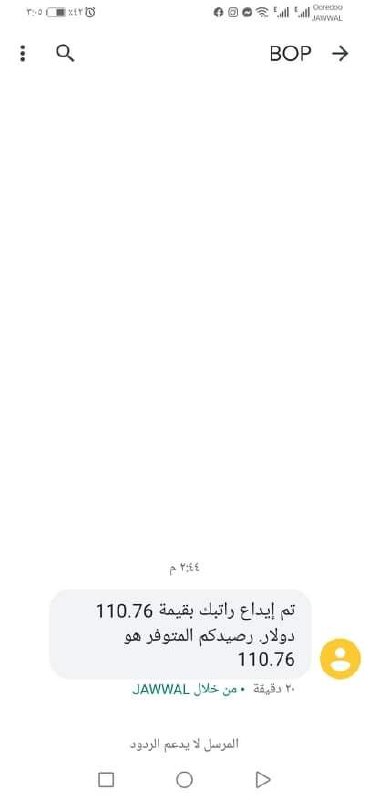 ٣:٠٥ ٪٤٢ Ooredoo
JAWWAL
BOP
٢:٤٤ م
تم إيداع راتبك بقيمة 110.76
دولار. رصيدكم المتوفر هو
110.76
٢٠ دقيقة • من خلال JAWWAL
المرسل لا يدعم الردود